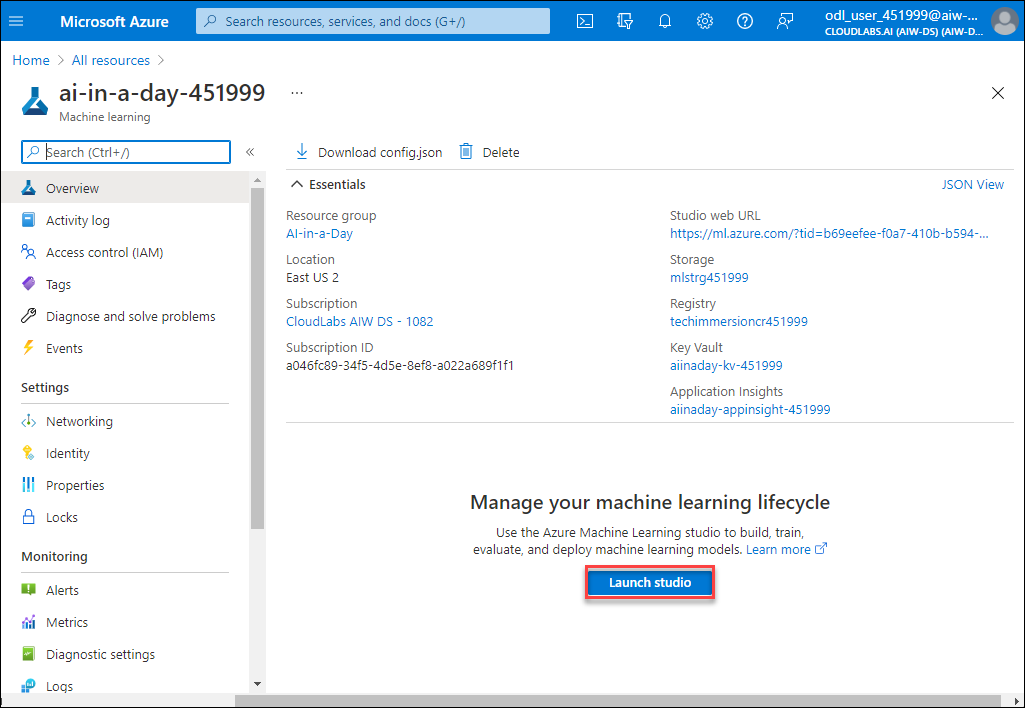 Microsoft Azure
Search resources, services, and docs (G+/)
odl_user_451999@aiw-...
CLOUDLABS.AI (AIW-DS) (AIW-D...
Home > All resources >
ai-in-a-day-451999 ...
Machine learning
Search (Ctrl+/)
«
Download config.json
Delete
Overview
Activity log
Access control (IAM)
Tags
Diagnose and solve problems
Events
Settings
Networking
Identity
Properties
Locks
Monitoring
Alerts
Metrics
Diagnostic settings
Logs
Essentials
JSON View
Resource group
AI-in-a-Day
Location
East US 2
Subscription
CloudLabs AIW DS - 1082
Subscription ID
a046fc89-34f5-4d5e-8ef8-a022a689f1f1
Studio web URL
https://ml.azure.com/?tid=b69eefee-f0a7-410b-b594-...
Storage
mlstrg451999
Registry
techimmersioncr451999
Key Vault
aiinaday-kv-451999
Application Insights
aiinaday-appinsight-451999
Manage your machine learning lifecycle
Use the Azure Machine Learning studio to build, train,
evaluate, and deploy machine learning models. Learn more
Launch studio